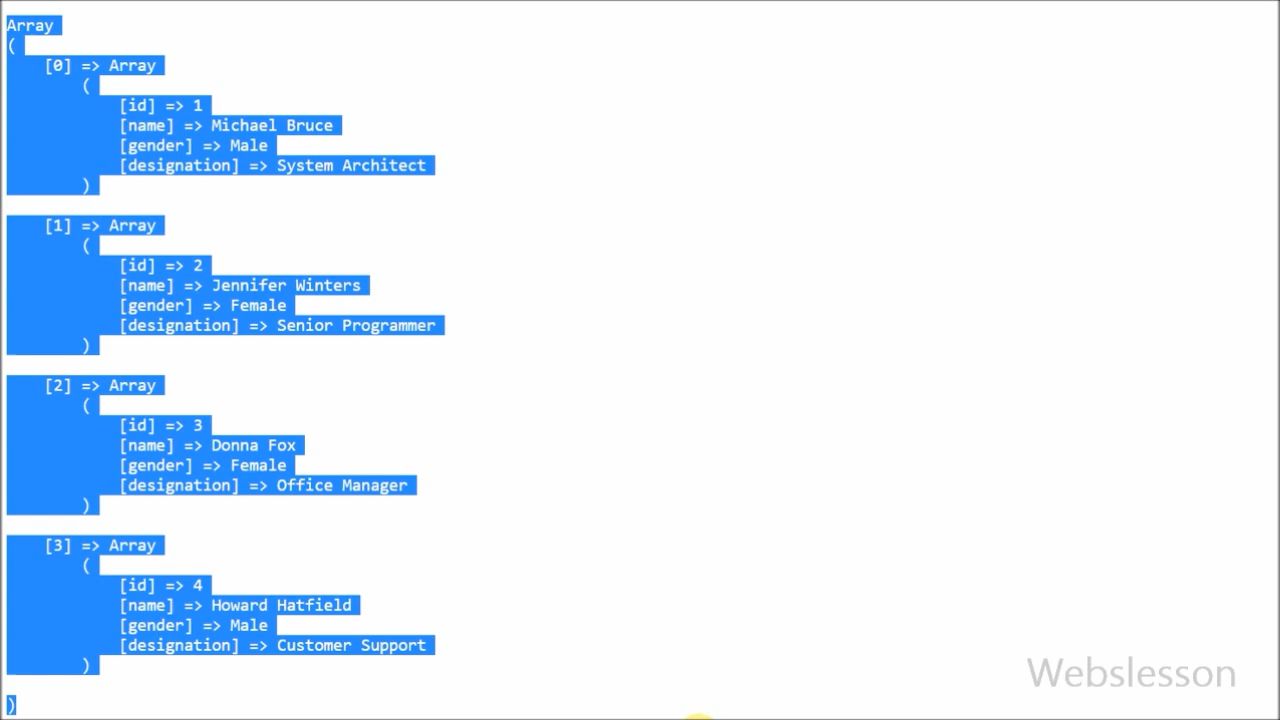 Array
(
    [0] => Array
        (
            [id] => 1
            [name] => Michael Bruce
            [gender] => Male
            [designation] => System Architect
        )

    [1] => Array
        (
            [id] => 2
            [name] => Jennifer Winters
            [gender] => Female
            [designation] => Senior Programmer
        )

    [2] => Array
        (
            [id] => 3
            [name] => Donna Fox
            [gender] => Female
            [designation] => Office Manager
        )

    [3] => Array
        (
            [id] => 4
            [name] => Howard Hatfield
            [gender] => Male
            [designation] => Customer Support
        )

)
Webslesson